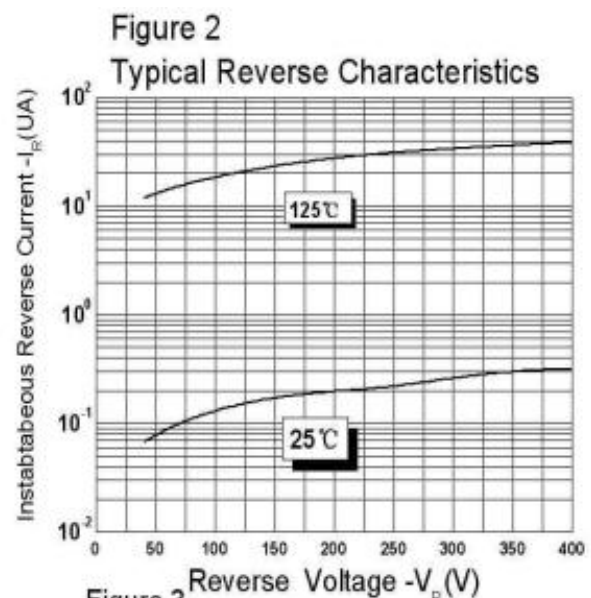 Figure 2
Typical Reverse Characteristics
Instabtabeous Reverse Current -I_R(UA)
10²
10¹
10⁰
10⁻¹
10⁻²
125℃
25℃
0 50 100 150 200 250 300 350 400
Reverse Voltage -V_R(V)
Figure 3